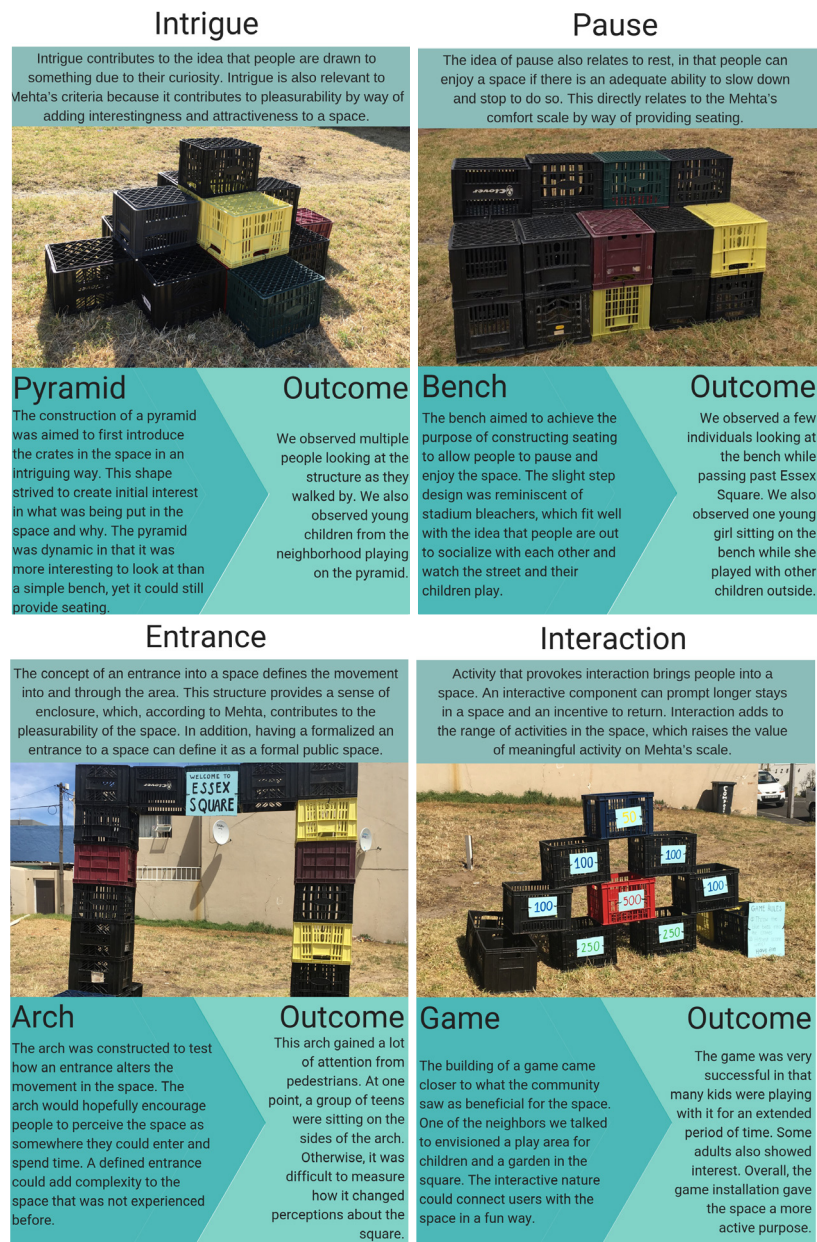 Intrigue
Intrigue contributes to the idea that people are drawn to
something due to their curiosity. Intrigue is also relevant to
Mehta's criteria because it contributes to pleasurability by way of
adding interestingness and attractiveness to a space.
Clover
Pyramid
The construction of a pyramid
was aimed to first introduce
the crates in the space in an
intriguing way. This shape
strived to create initial interest
in what was being put in the
space and why. The pyramid
was dynamic in that it was
more interesting to look at than
a simple bench, yet it could still
provide seating.
Outcome
We observed multiple
people looking at the
structure as they
walked by. We also
observed young
children from the
neighborhood playing
on the pyramid.
Pause
The idea of pause also relates to rest, in that people can
enjoy a space if there is an adequate ability to slow down
and stop to do so. This directly relates to the Mehta's
comfort scale by way of providing seating.
Clover
Bench
The bench aimed to achieve the
purpose of constructing seating
to allow people to pause and
enjoy the space. The slight step
design was reminiscent of
stadium bleachers, which fit well
with the idea that people are out
to socialize with each other and
watch the street and their
children play.
Outcome
We observed a few
individuals looking at
the bench while
passing past Essex
Square. We also
observed one young
girl sitting on the
bench while she
played with other
children outside.
Entrance
The concept of an entrance into a space defines the movement
into and through the area. This structure provides a sense of
enclosure, which, according to Mehta, contributes to the
pleasurability of the space. In addition, having a formalized an
entrance to a space can define it as a formal public space.
Clover
WELCOME TO
ESSEX
SQUARE
Arch
The arch was constructed to test
how an entrance alters the
movement in the space. The
arch would hopefully encourage
people to perceive the space as
somewhere they could enter and
spend time. A defined entrance
could add complexity to the
space that was not experienced
before.
Outcome
This arch gained a lot
of attention from
pedestrians. At one
point, a group of teens
were sitting on the
sides of the arch.
Otherwise, it was
difficult to measure
how it changed
perceptions about the
square.
Interaction
Activity that provokes interaction brings people into a
space. An interactive component can prompt longer stays
in a space and an incentive to return. Interaction adds to
the range of activities in the space, which raises the value
of meaningful activity on Mehta's scale.
50
100
100
100
500
100
250
250
GAME RULES
Game
The building of a game came
closer to what the community
saw as beneficial for the space.
One of the neighbors we talked
to envisioned a play area for
children and a garden in the
square. The interactive nature
could connect users with the
space in a fun way.
Outcome
The game was very
successful in that
many kids were playing
with it for an extended
period of time. Some
adults also showed
interest. Overall, the
game installation gave
the space a more
active purpose.